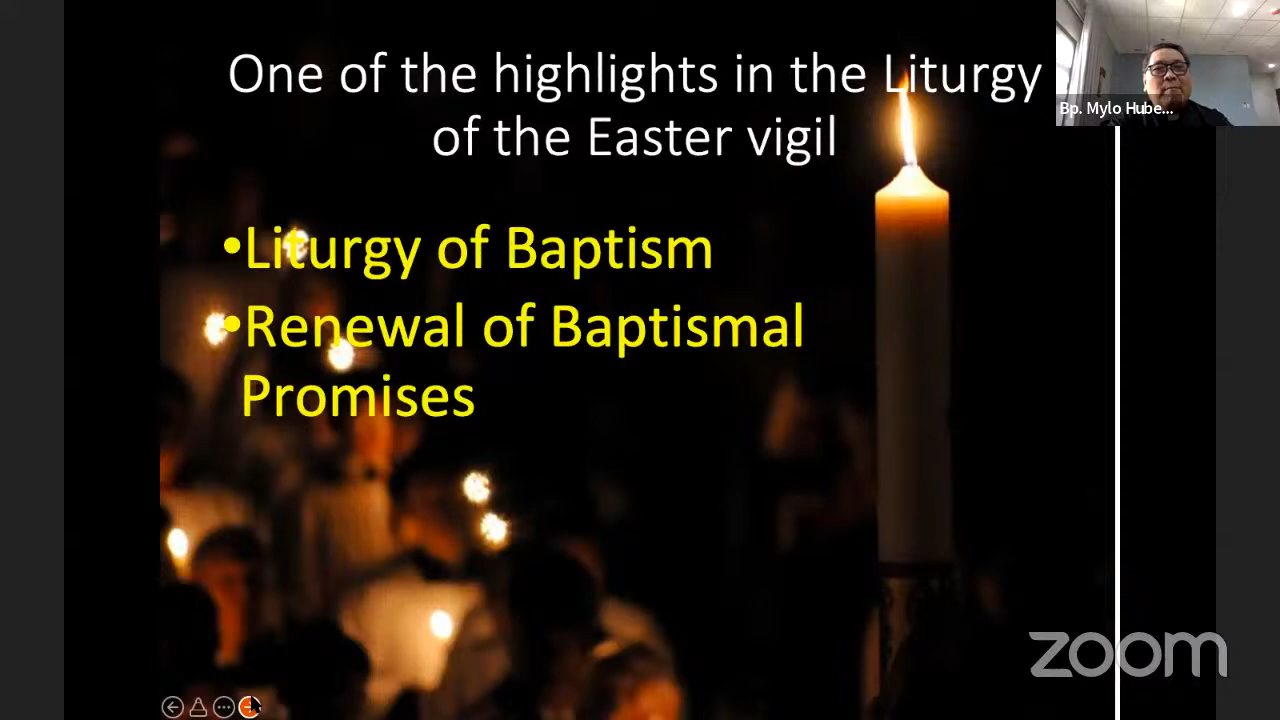 One of the highlights in the Liturgy
of the Easter vigil
•Liturgy of Baptism
•Renewal of Baptismal
Promises
Bp. Mylo Hube...
zoom